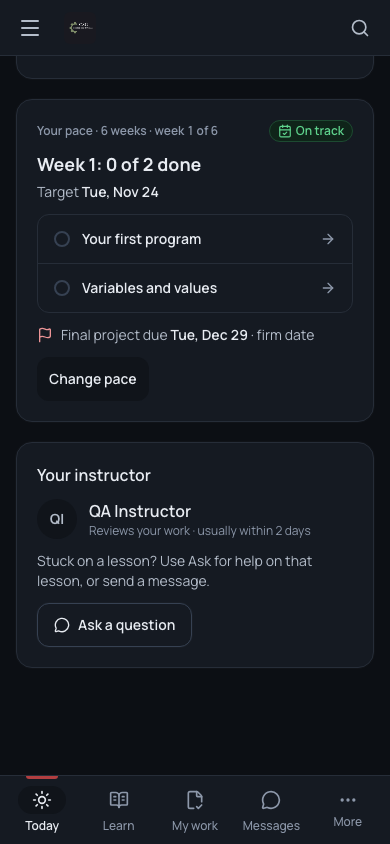 Your pace · 6 weeks · week 1 of 6
On track
Week 1: 0 of 2 done
Target Tue, Nov 24
Your first program
Variables and values
Final project due Tue, Dec 29 · firm date
Change pace
Your instructor
QI
QA Instructor
Reviews your work · usually within 2 days
Stuck on a lesson? Use Ask for help on that
lesson, or send a message.
Ask a question
Today
Learn
My work
Messages
More